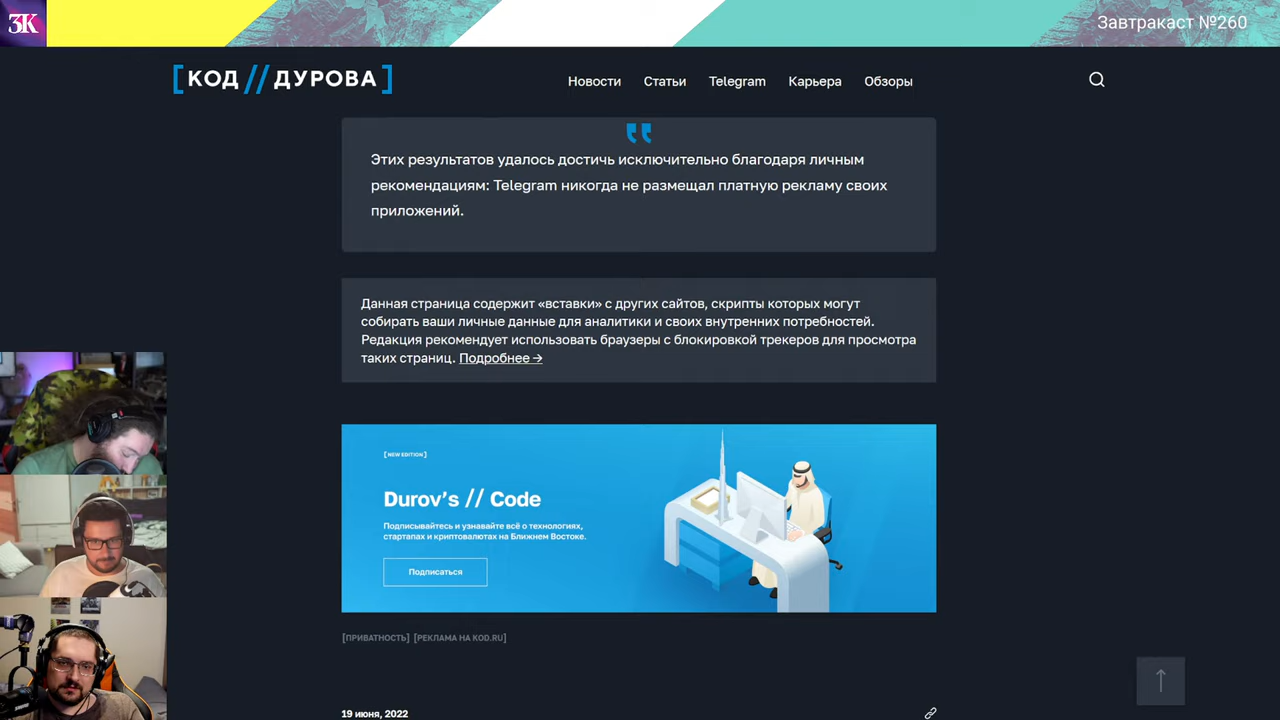 ЗК
Завтракаст №260
[КОД//ДУРОВА]
Новости
Статьи
Telegram
Карьера
Обзоры
Этих результатов удалось достичь исключительно благодаря личным
рекомендациям: Telegram никогда не размещал платную рекламу своих
приложений.
Данная страница содержит «вставки» с других сайтов, скрипты которых могут
собирать ваши личные данные для аналитики и своих внутренних потребностей.
Редакция рекомендует использовать браузеры с блокировкой трекеров для просмотра
таких страниц. Подробнее →
[NEW EDITION]
Durov’s // Code
Подписывайтесь и узнавайте всё о технологиях,
стартапах и криптовалютах на Ближнем Востоке.
Подписаться
[ПРИВАТНОСТЬ] [РЕКЛАМА НА KOD.RU]
19 июня, 2022